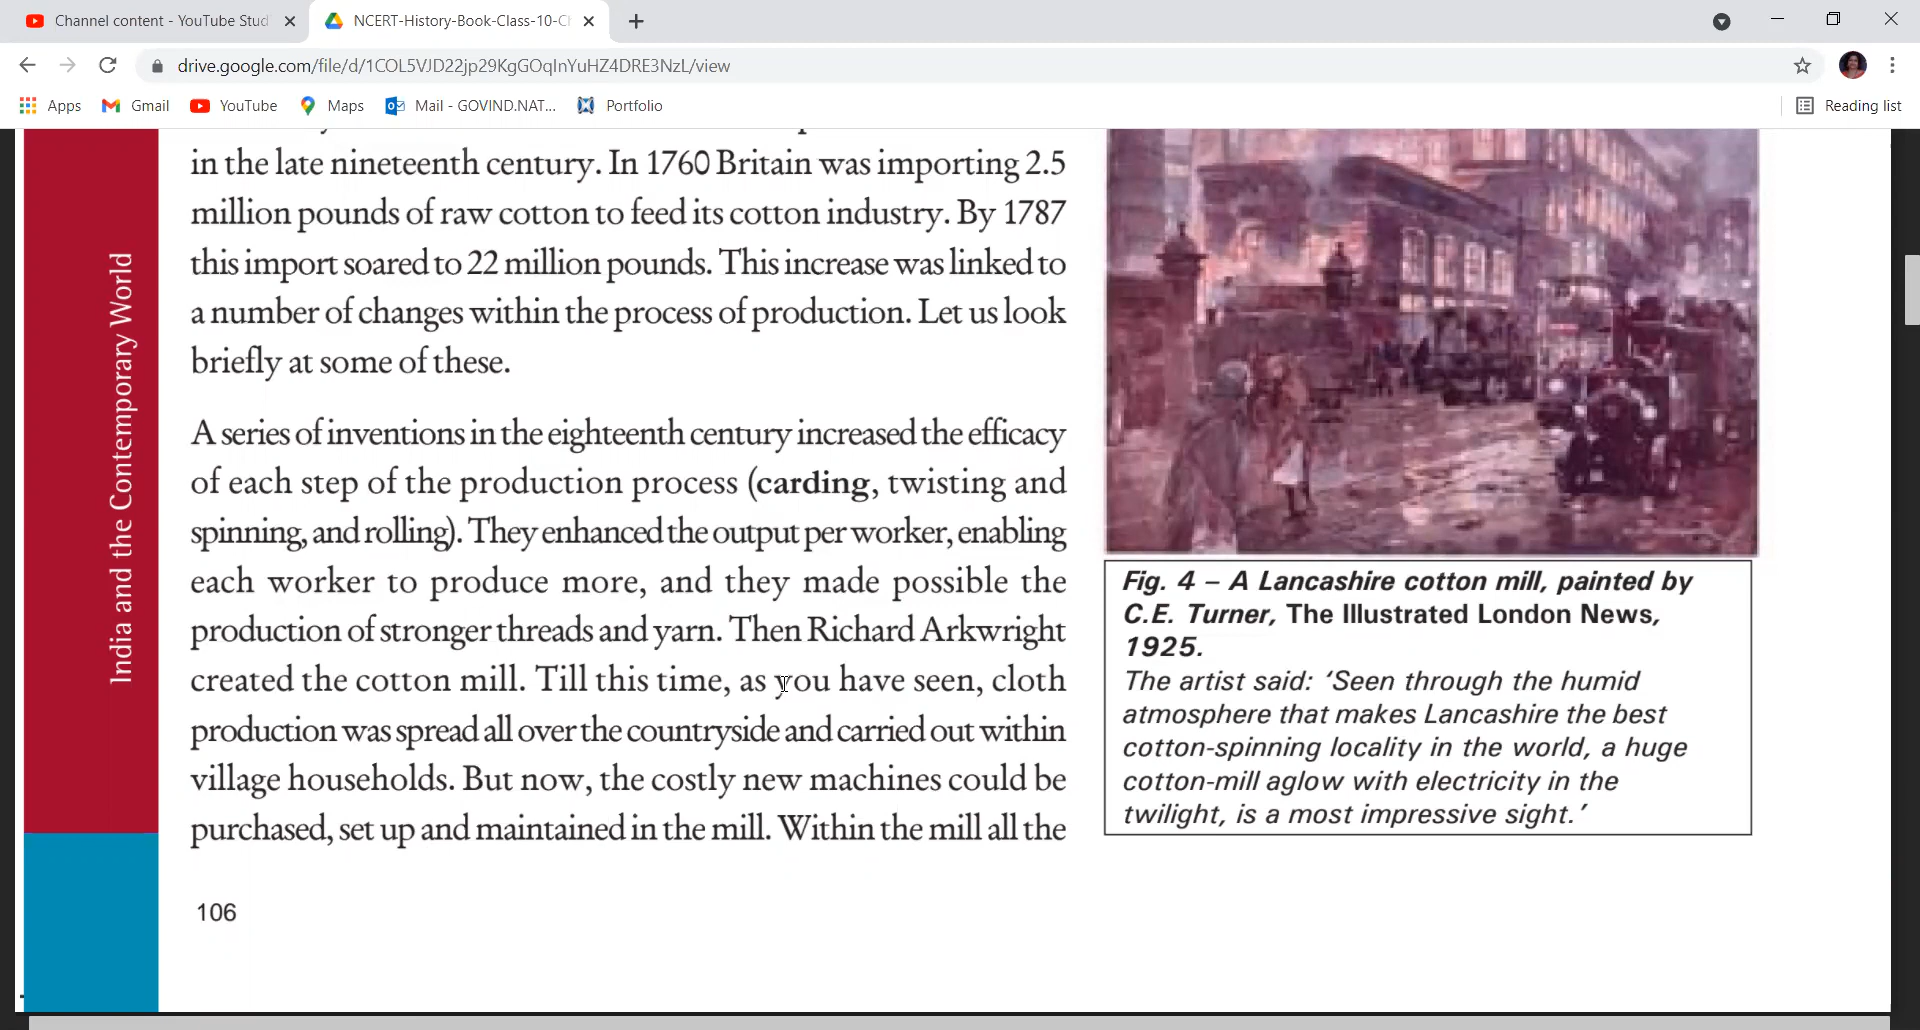 Channel content - YouTube Stud
NCERT-History-Book-Class-10-Ch
drive.google.com/file/d/1COL5VJD22jp29KgGOqInYuHZ4DRE3NzL/view
Apps
Gmail
YouTube
Maps
Mail - GOVIND.NAT...
Portfolio
Reading list
in the late nineteenth century. In 1760 Britain was importing 2.5
million pounds of raw cotton to feed its cotton industry. By 1787
this import soared to 22 million pounds. This increase was linked to
a number of changes within the process of production. Let us look
briefly at some of these.
A series of inventions in the eighteenth century increased the efficacy
of each step of the production process (carding, twisting and
spinning, and rolling). They enhanced the output per worker, enabling
each worker to produce more, and they made possible the
production of stronger threads and yarn. Then Richard Arkwright
created the cotton mill. Till this time, as you have seen, cloth
production was spread all over the countryside and carried out within
village households. But now, the costly new machines could be
purchased, set up and maintained in the mill. Within the mill all the
106
India and the Contemporary World
Fig. 4 – A Lancashire cotton mill, painted by
C.E. Turner, The Illustrated London News,
1925.
The artist said: ‘Seen through the humid
atmosphere that makes Lancashire the best
cotton-spinning locality in the world, a huge
cotton-mill aglow with electricity in the
twilight, is a most impressive sight.’